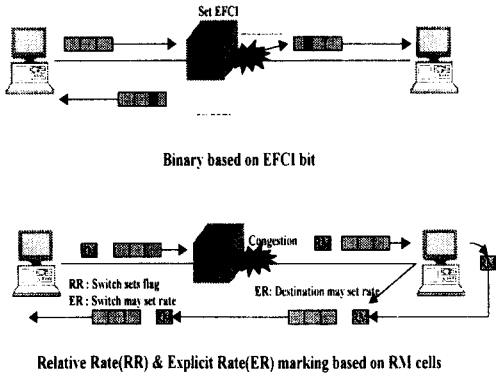 Set EFCI
Binary based on EFCI bit
Congestion
RR : Switch sets flag
ER : Switch may set rate
ER: Destination may set rate
Relative Rate(RR) & Explicit Rate(ER) marking based on RM cells